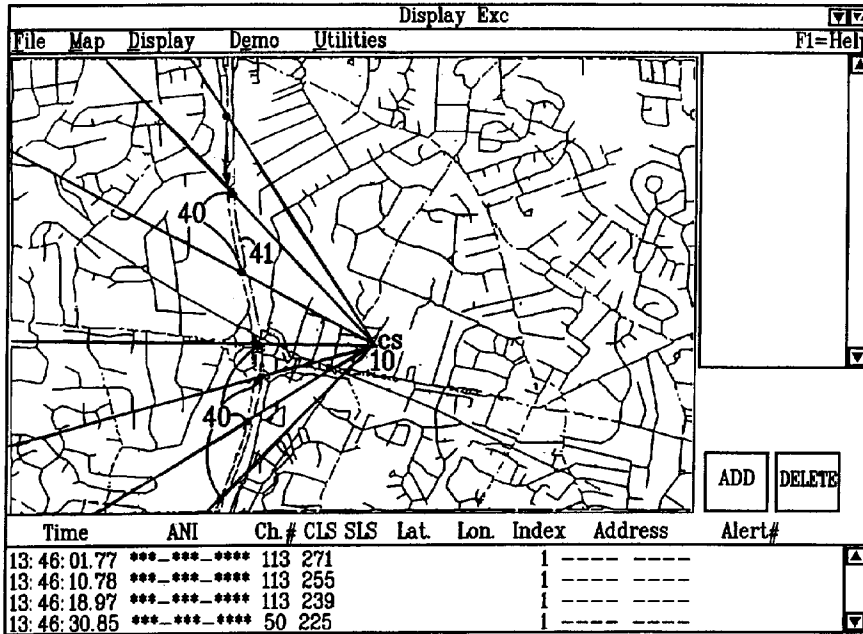 Display Exc
File Map Display Demo Utilities F1=Help
40
41
CS
10
40
ADD DELETE
Time ANI Ch.# CLS SLS Lat. Lon. Index Address Alert#
13:46:01.77 ***-***-**** 113 271 1 ---- ----
13:46:10.78 ***-***-**** 113 255 1 ---- ----
13:46:18.97 ***-***-**** 113 239 1 ---- ----
13:46:30.85 ***-***-**** 50 225 1 ---- ----